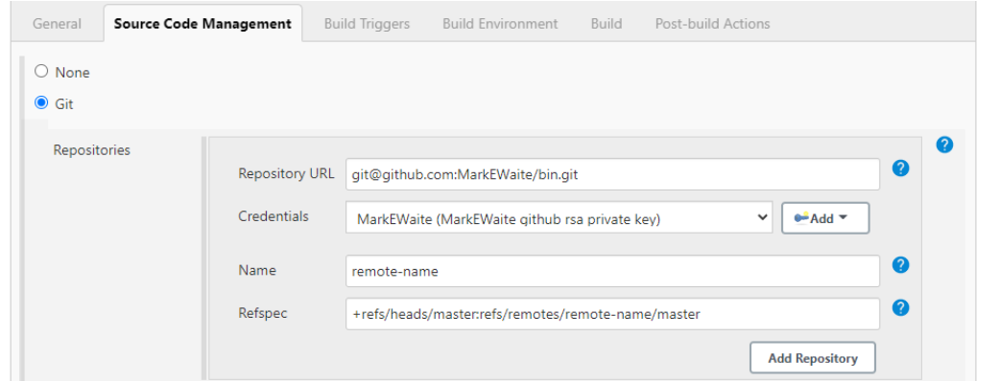 General Source Code Management Build Triggers Build Environment Build Post-build Actions
None
Git
Repositories
Repository URL git@github.com:MarkEWaite/bin.git
Credentials MarkEWaite (MarkEWaite github rsa private key) Add
Name remote-name
Refspec +refs/heads/master:refs/remotes/remote-name/master
Add Repository